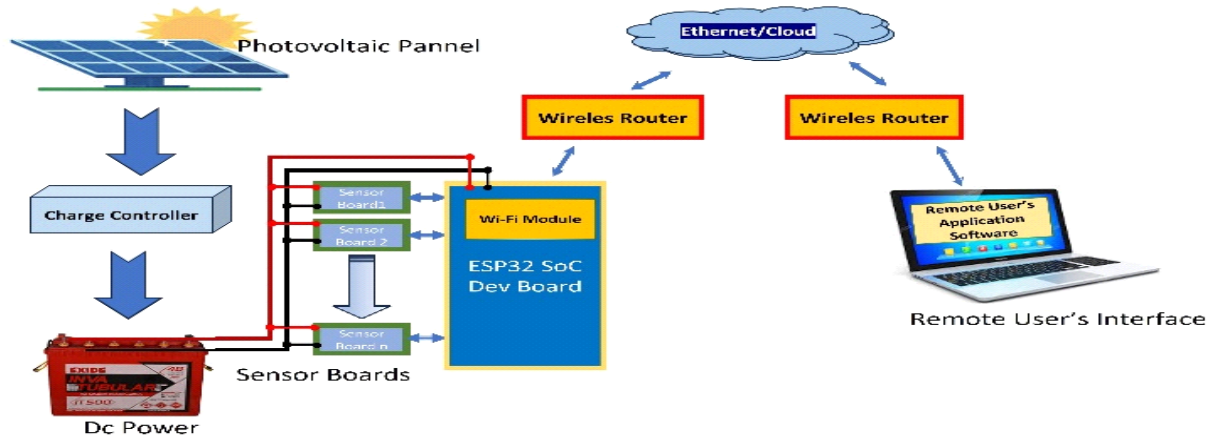 Photovoltaic Pannel
Ethernet/Cloud
Wireles Router
Wireles Router
Charge Controller
Sensor
Board1
Sensor
Board 2
Sensor
Board n
Wi-Fi Module
ESP32 SoC
Dev Board
Remote User's
Application
Software
Remote User's Interface
Sensor Boards
EXIDE
INVA
TUBULAR
IT500
Dc Power